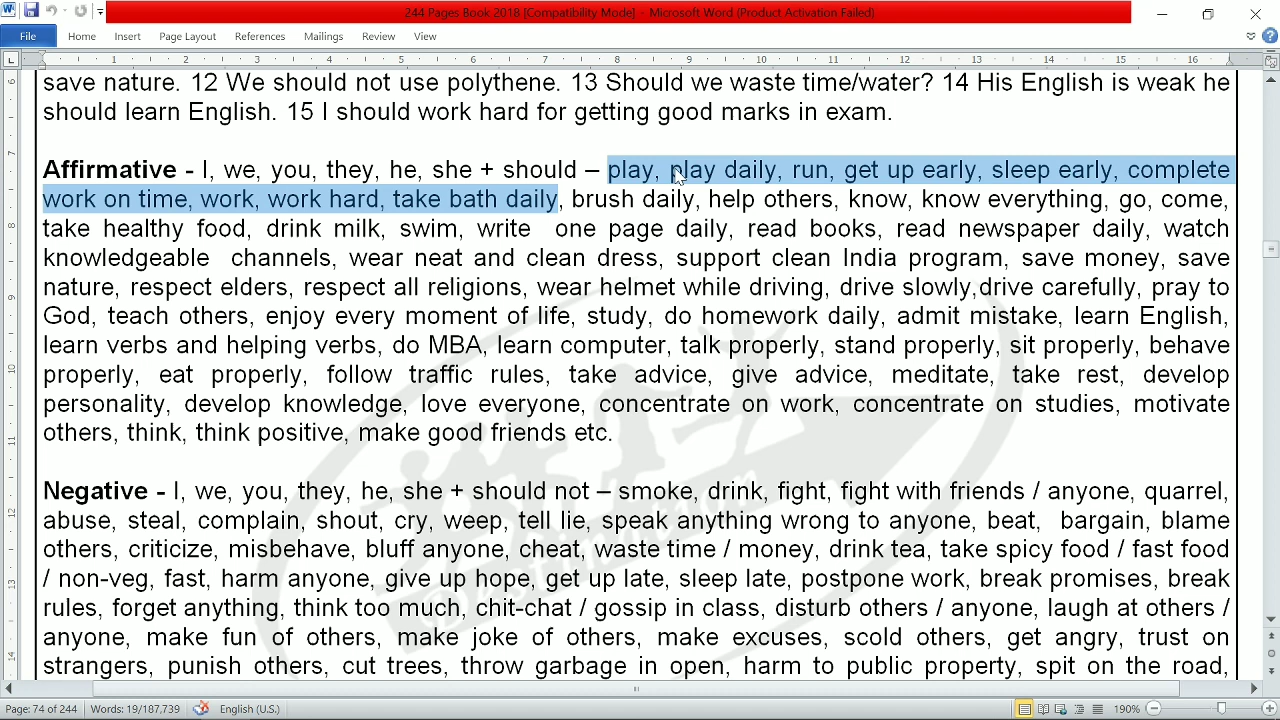 244 Pages Book 2018 [Compatibility Mode] - Microsoft Word (Product Activation Failed)
File Home Insert Page Layout References Mailings Review View
1 2 3 4 5 6 7 8 9 10 11 12 13 14 15 16
save nature. 12 We should not use polythene. 13 Should we waste time/water? 14 His English is weak he
should learn English. 15 I should work hard for getting good marks in exam.
Affirmative - I, we, you, they, he, she + should – play, play daily, run, get up early, sleep early, complete
work on time, work, work hard, take bath daily, brush daily, help others, know, know everything, go, come,
take healthy food, drink milk, swim, write one page daily, read books, read newspaper daily, watch
knowledgeable channels, wear neat and clean dress, support clean India program, save money, save
nature, respect elders, respect all religions, wear helmet while driving, drive slowly,drive carefully, pray to
God, teach others, enjoy every moment of life, study, do homework daily, admit mistake, learn English,
learn verbs and helping verbs, do MBA, learn computer, talk properly, stand properly, sit properly, behave
properly, eat properly, follow traffic rules, take advice, give advice, meditate, take rest, develop
personality, develop knowledge, love everyone, concentrate on work, concentrate on studies, motivate
others, think, think positive, make good friends etc.
Negative - I, we, you, they, he, she + should not – smoke, drink, fight, fight with friends / anyone, quarrel,
abuse, steal, complain, shout, cry, weep, tell lie, speak anything wrong to anyone, beat, bargain, blame
others, criticize, misbehave, bluff anyone, cheat, waste time / money, drink tea, take spicy food / fast food
/ non-veg, fast, harm anyone, give up hope, get up late, sleep late, postpone work, break promises, break
rules, forget anything, think too much, chit-chat / gossip in class, disturb others / anyone, laugh at others /
anyone, make fun of others, make joke of others, make excuses, scold others, get angry, trust on
strangers, punish others, cut trees, throw garbage in open, harm to public property, spit on the road,
Page: 74 of 244 Words: 19/187,739 English (U.S.) 190%